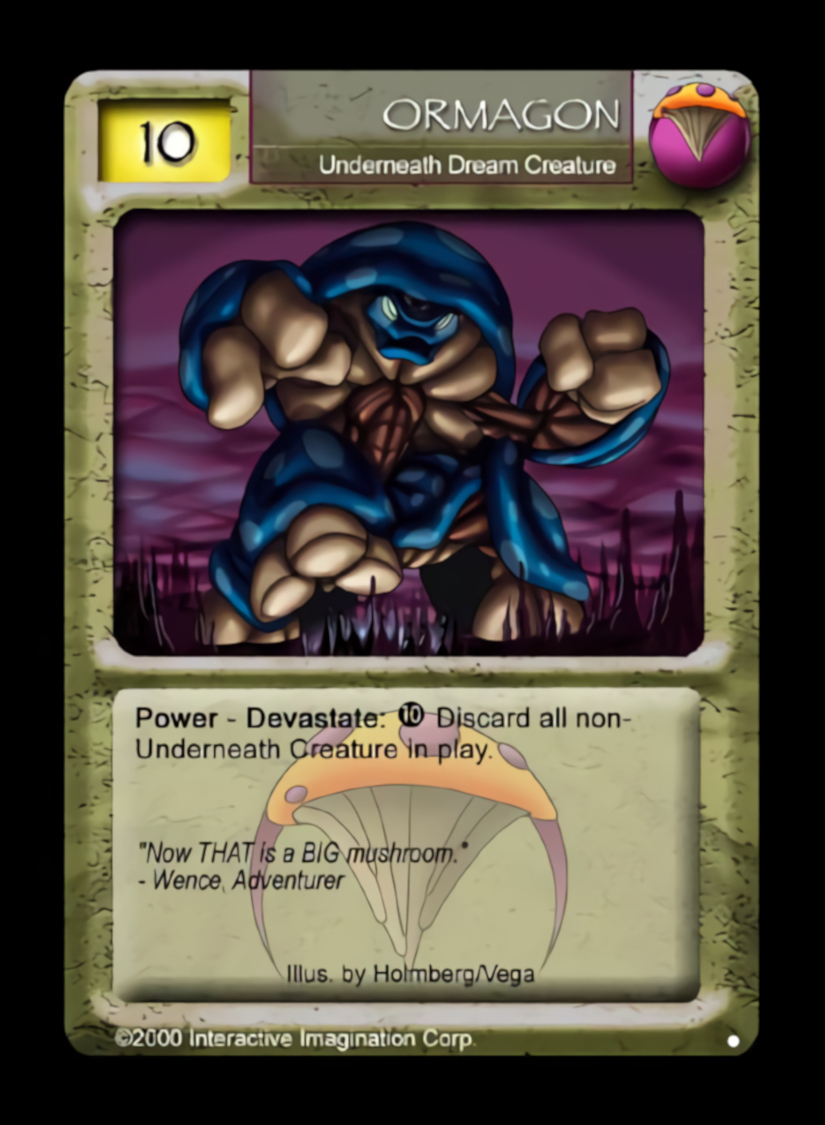 10
ORMAGON
Underneath Dream Creature
Power - Devastate: 10 Discard all non-
Underneath Creature in play.
"Now THAT is a BIG mushroom."
- Wence, Adventurer
Illus. by Holmberg/Vega
©2000 Interactive Imagination Corp.